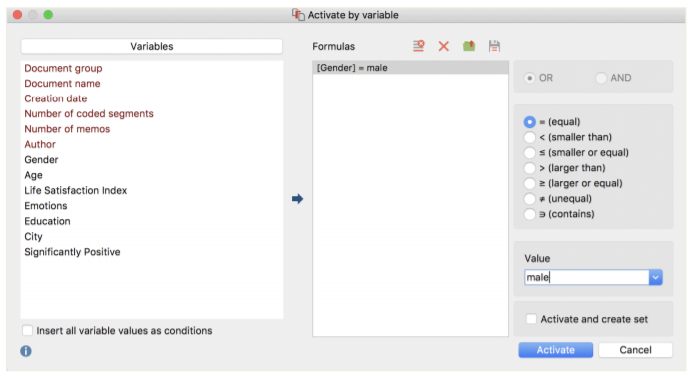 Activate by variable
Variables
Document group
Document name
Creation date
Number of coded segments
Number of memos
Author
Gender
Age
Life Satisfaction Index
Emotions
Education
City
Significantly Positive
Insert all variable values as conditions
Formulas
[Gender] = male
OR AND
= (equal)
< (smaller than)
≤ (smaller or equal)
> (larger than)
≥ (larger or equal)
≠ (unequal)
∋ (contains)
Value
male
Activate and create set
Activate Cancel